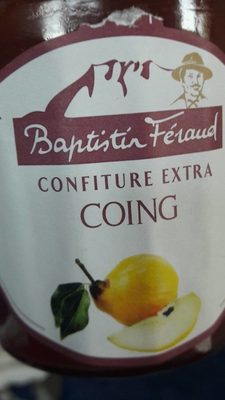 Baptistin Féraud
CONFITURE EXTRA
COING